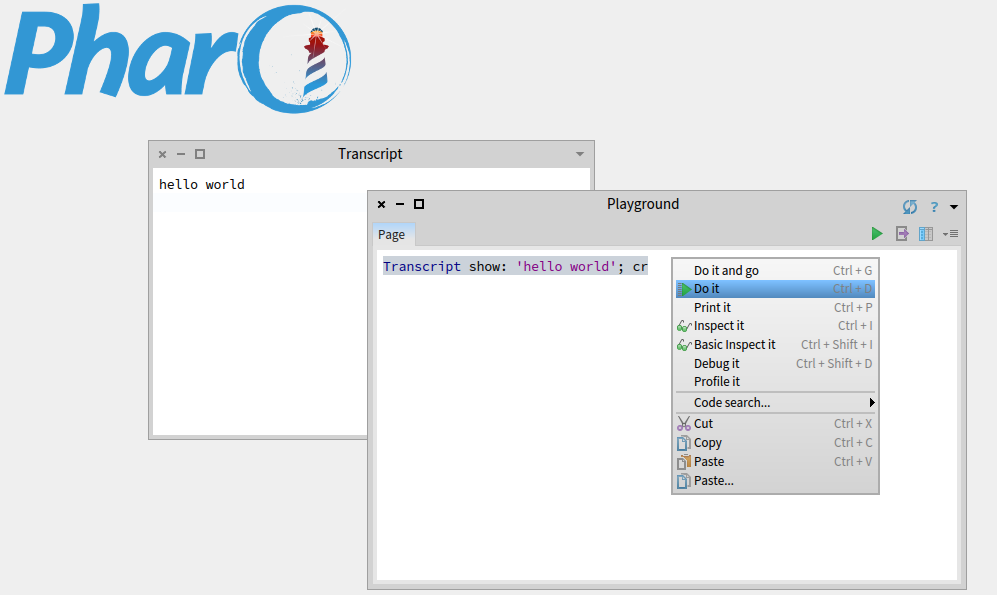 Pharo
Transcript
hello world
Playground
?
Page
Transcript show: 'hello world'; cr
Do it and go Ctrl + G
Do it Ctrl + D
Print it Ctrl + P
Inspect it Ctrl + I
Basic Inspect it Ctrl + Shift + I
Debug it Ctrl + Shift + D
Profile it
Code search...
Cut Ctrl + X
Copy Ctrl + C
Paste Ctrl + V
Paste...